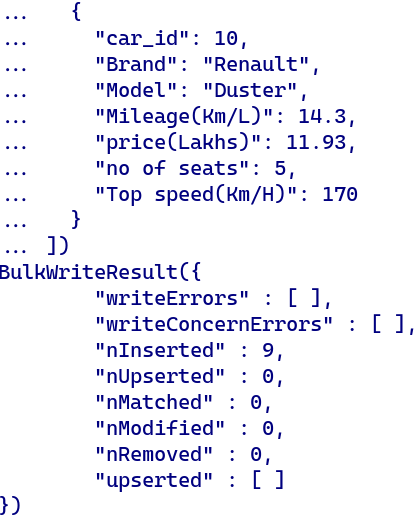 ...    {
...      "car_id": 10,
...      "Brand": "Renault",
...      "Model": "Duster",
...      "Mileage(Km/L)": 14.3,
...      "price(Lakhs)": 11.93,
...      "no of seats": 5,
...      "Top speed(Km/H)": 170
...    }
... ])
BulkWriteResult({
        "writeErrors" : [ ],
        "writeConcernErrors" : [ ],
        "nInserted" : 9,
        "nUpserted" : 0,
        "nMatched" : 0,
        "nModified" : 0,
        "nRemoved" : 0,
        "upserted" : [ ]
})